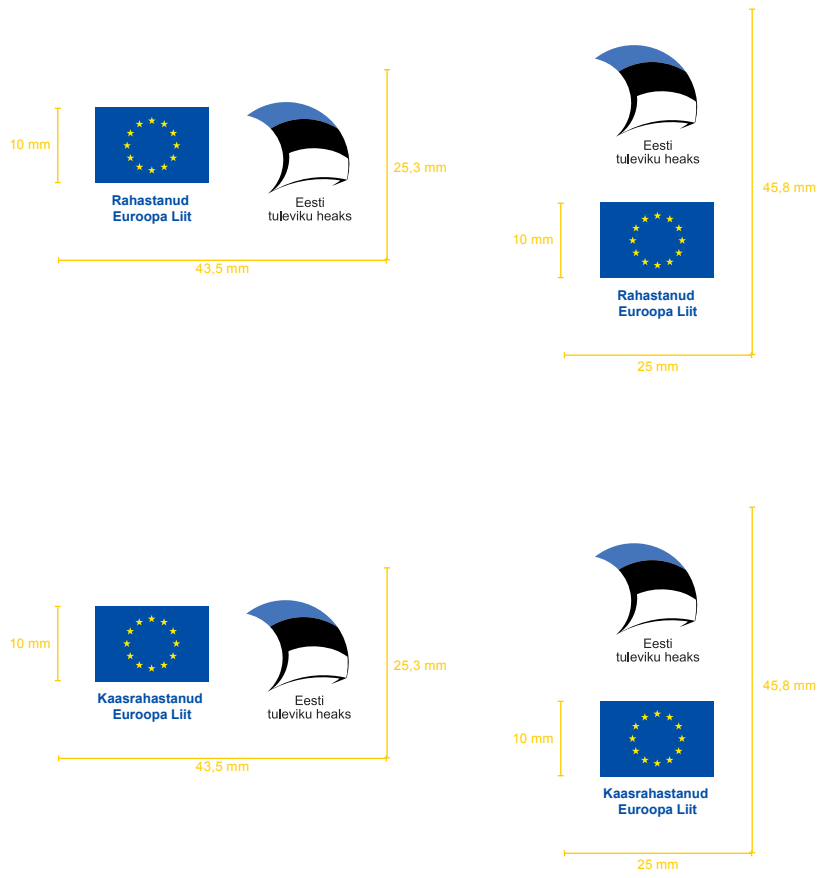 10 mm
Rahastanud
Euroopa Liit
Eesti
tuleviku heaks
25,3 mm
43,5 mm
Eesti
tuleviku heaks
10 mm
Rahastanud
Euroopa Liit
45,8 mm
25 mm
10 mm
Kaasrahastanud
Euroopa Liit
Eesti
tuleviku heaks
25,3 mm
43,5 mm
Eesti
tuleviku heaks
10 mm
Kaasrahastanud
Euroopa Liit
45,8 mm
25 mm